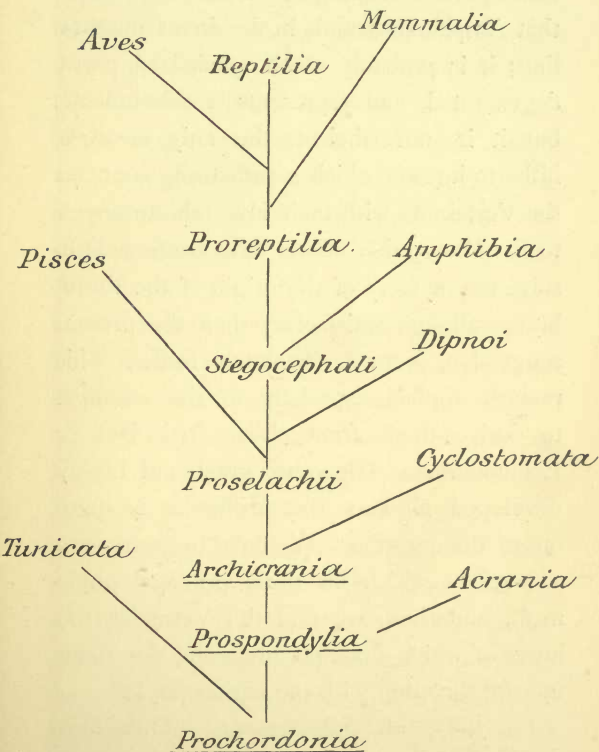 Mammalia
Aves
Reptilia
Proreptilia.
Amphibia
Pisces
Dipnoi
Stegocephali
Cyclostomata
Proselachii
Tunicata
Archicrania
Acrania
Prospondylia
Prochordonia